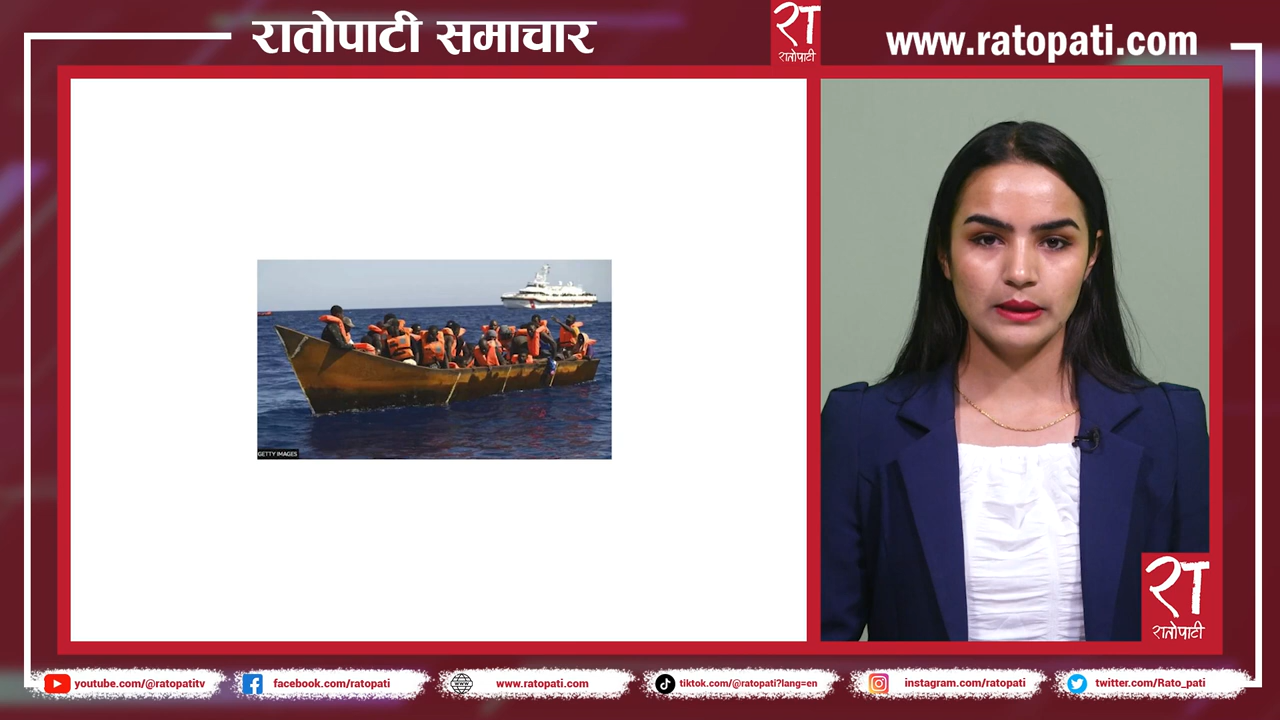 रातोपाटी समाचार
रा
रातोपाटी
www.ratopati.com
GETTY IMAGES
रा
रातोपाटी
youtube.com/@ratopatitv
facebook.com/ratopati
www.ratopati.com
tiktok.com/@ratopati?lang=en
instagram.com/ratopati
twitter.com/Rato_pati